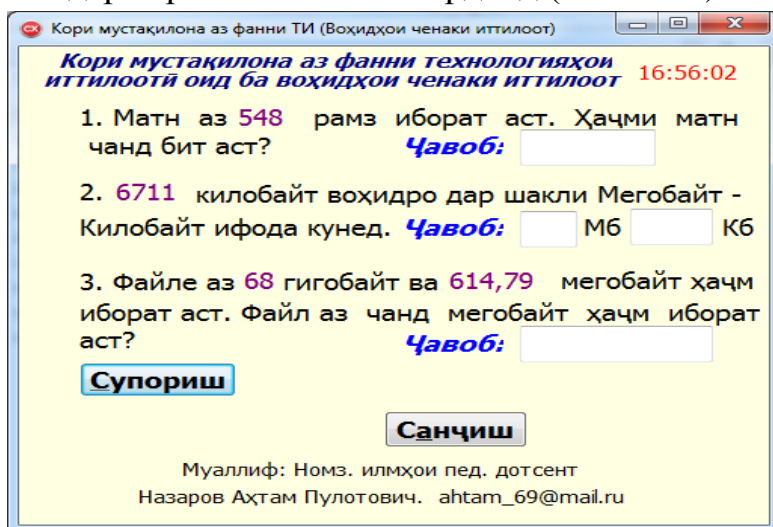 Кори мустақилона аз фанни ТИ (Воҳидҳои ченаки иттилоот)
Кори мустақилона аз фанни технологияҳои
иттилоотӣ оид ба воҳидҳои ченаки иттилоот 16:56:02
1. Матн аз 548 рамз иборат аст. Ҳаҷми матн
чанд бит аст? Ҷавоб:
2. 6711 килобайт воҳидро дар шакли Мегобайт -
Килобайт ифода кунед. Ҷавоб: Мб Кб
3. Файле аз 68 гигобайт ва 614,79 мегобайт ҳаҷм
иборат аст. Файл аз чанд мегобайт ҳаҷм иборат
аст? Ҷавоб:
Супориш
Санҷиш
Муаллиф: Номз. илмҳои пед. дотсент
Назаров Аҳтам Пулотович. ahtam_69@mail.ru